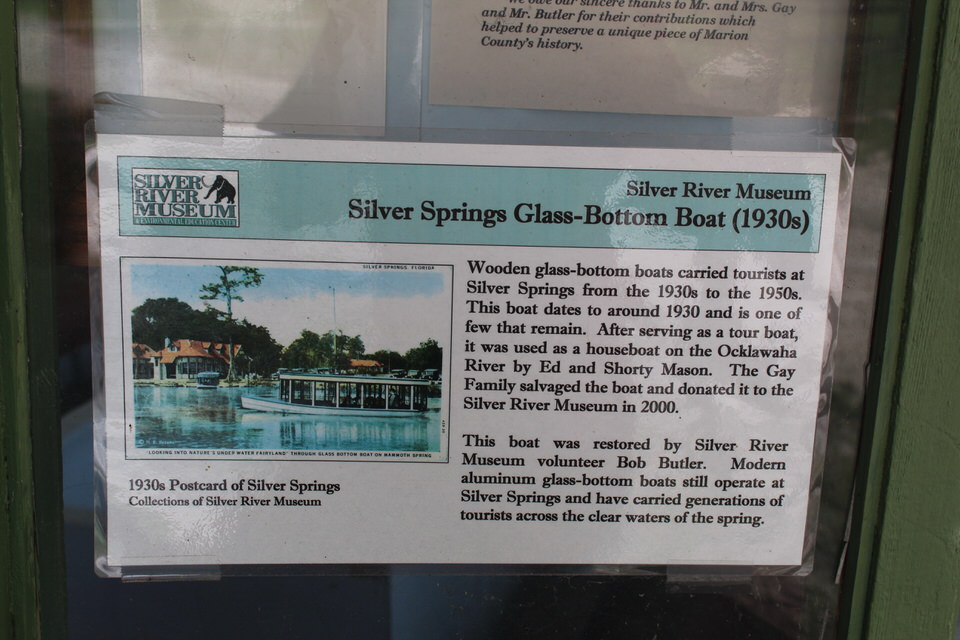 we owe our sincere thanks to Mr. and Mrs. Gay
and Mr. Butler for their contributions which
helped to preserve a unique piece of Marion
County's history.
SILVER
RIVER
MUSEUM
& ENVIRONMENTAL EDUCATION CENTER
Silver River Museum
Silver Springs Glass-Bottom Boat (1930s)
SILVER SPRINGS, FLORIDA
"LOOKING INTO NATURE'S UNDER WATER FAIRYLAND" THROUGH GLASS BOTTOM BOAT ON MAMMOTH SPRING
1930s Postcard of Silver Springs
Collections of Silver River Museum
Wooden glass-bottom boats carried tourists at
Silver Springs from the 1930s to the 1950s.
This boat dates to around 1930 and is one of
few that remain. After serving as a tour boat,
it was used as a houseboat on the Ocklawaha
River by Ed and Shorty Mason. The Gay
Family salvaged the boat and donated it to the
Silver River Museum in 2000.
This boat was restored by Silver River
Museum volunteer Bob Butler. Modern
aluminum glass-bottom boats still operate at
Silver Springs and have carried generations of
tourists across the clear waters of the spring.